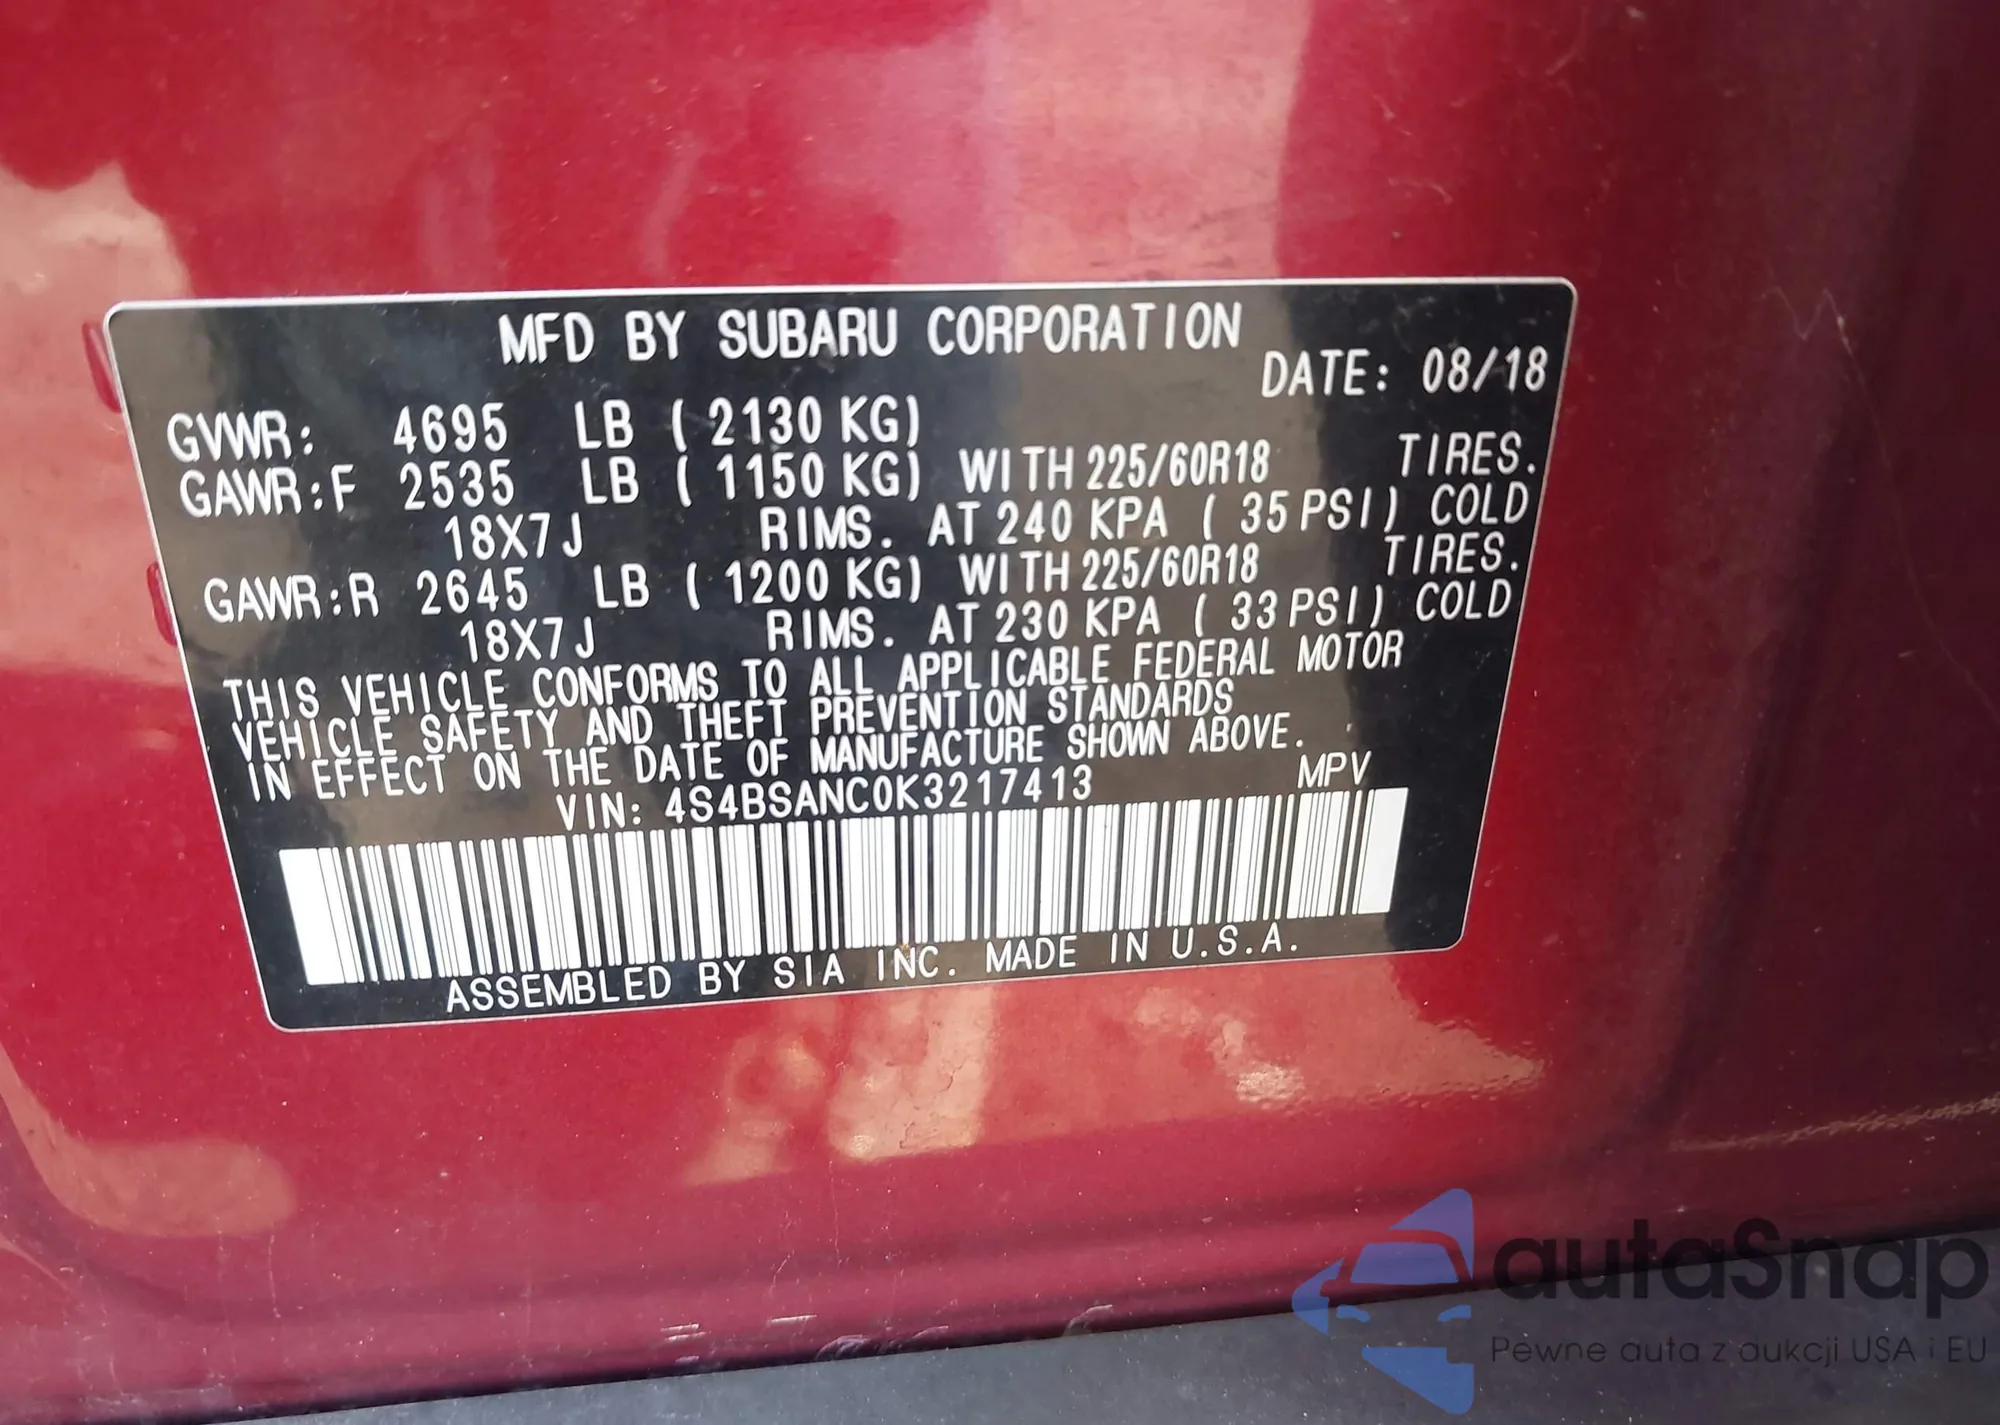 MFD BY SUBARU CORPORATION
DATE: 08/18
GVWR: 4695 LB ( 2130 KG)
GAWR:F 2535 LB ( 1150 KG) WITH 225/60R18 TIRES.
18X7J RIMS. AT 240 KPA ( 35 PSI) COLD
GAWR:R 2645 LB ( 1200 KG) WITH 225/60R18 TIRES.
18X7J RIMS. AT 230 KPA ( 33 PSI) COLD
THIS VEHICLE CONFORMS TO ALL APPLICABLE FEDERAL MOTOR
VEHICLE SAFETY AND THEFT PREVENTION STANDARDS
IN EFFECT ON THE DATE OF MANUFACTURE SHOWN ABOVE.
VIN: 4S4BSANC0K3217413 MPV
ASSEMBLED BY SIA INC. MADE IN U.S.A.
autaSnap
Pewne auta z aukcji USA i EU